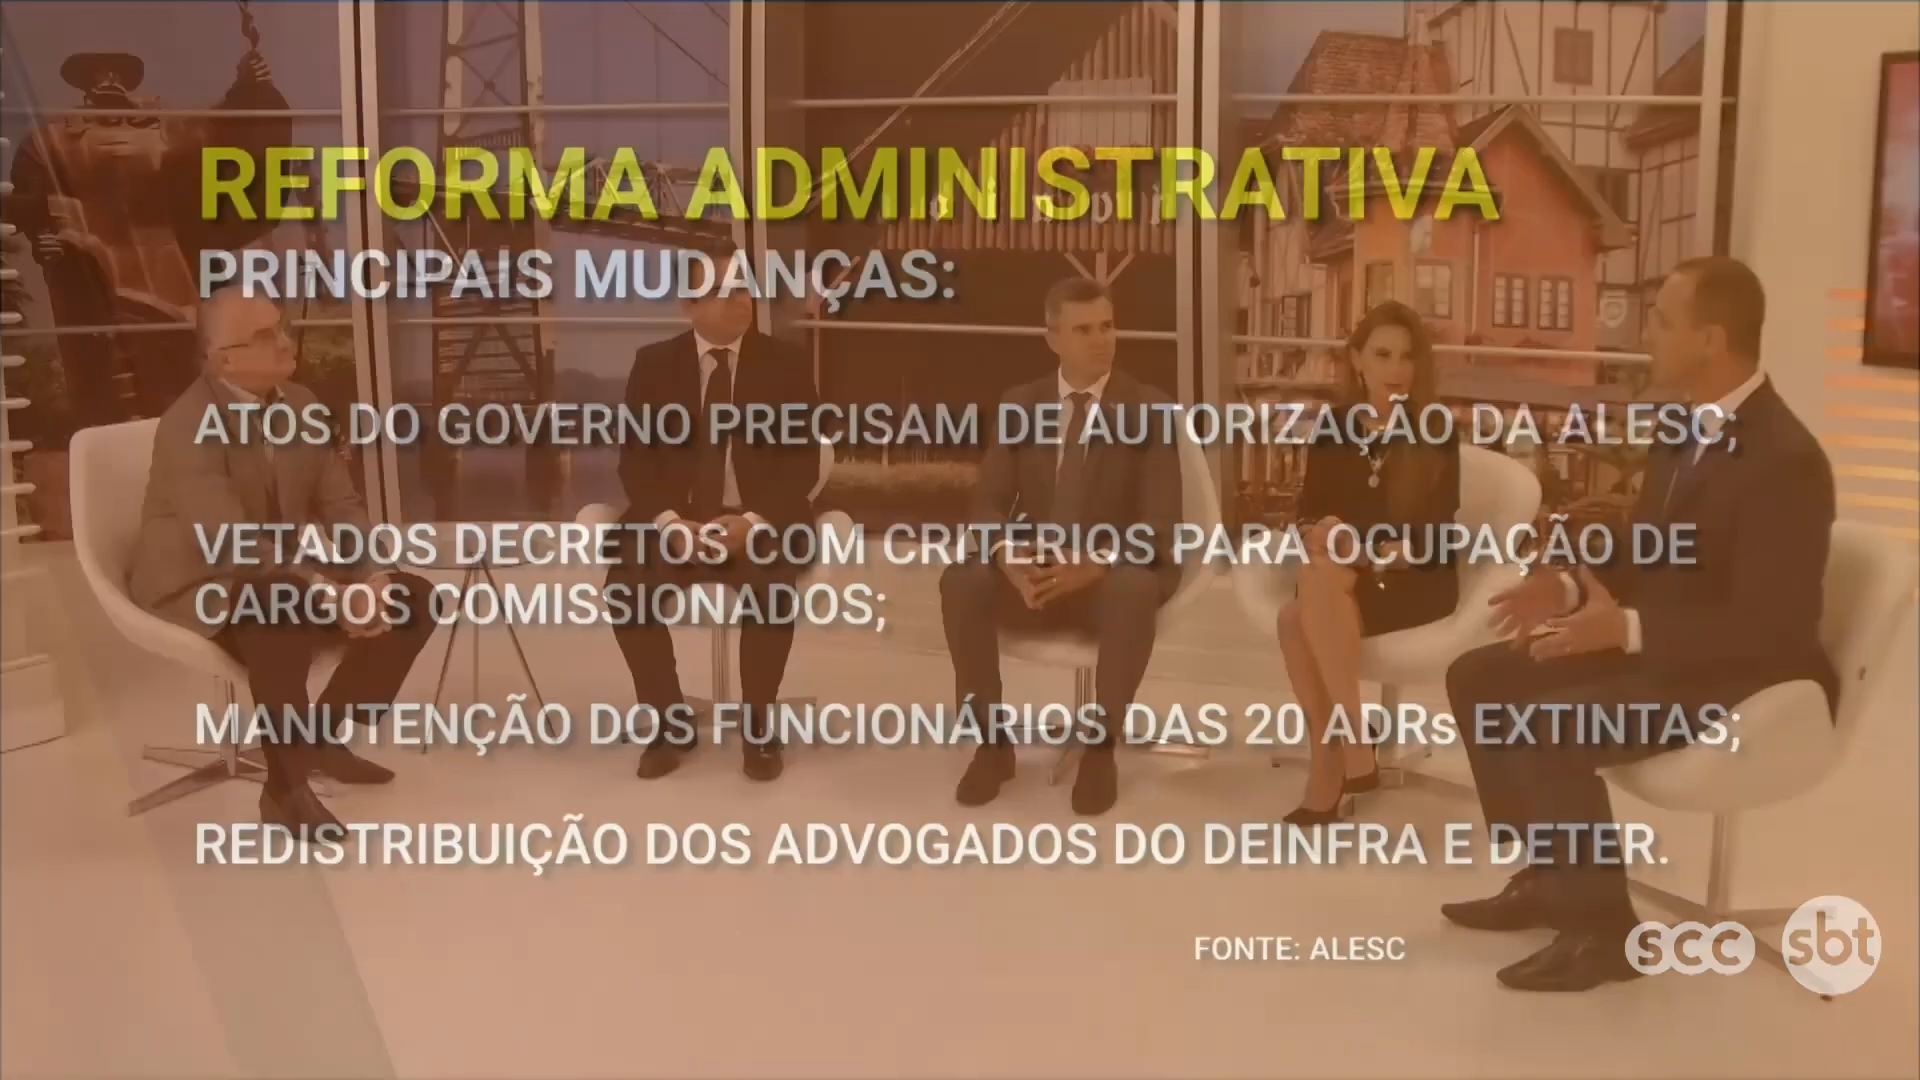 REFORMA ADMINISTRATIVA
PRINCIPAIS MUDANÇAS:
ATOS DO GOVERNO PRECISAM DE AUTORIZAÇÃO DA ALESC;
VETADOS DECRETOS COM CRITÉRIOS PARA OCUPAÇÃO DE
CARGOS COMISSIONADOS;
MANUTENÇÃO DOS FUNCIONÁRIOS DAS 20 ADRs EXTINTAS;
REDISTRIBUIÇÃO DOS ADVOGADOS DO DEINFRA E DETER.
FONTE: ALESC
scc sbt